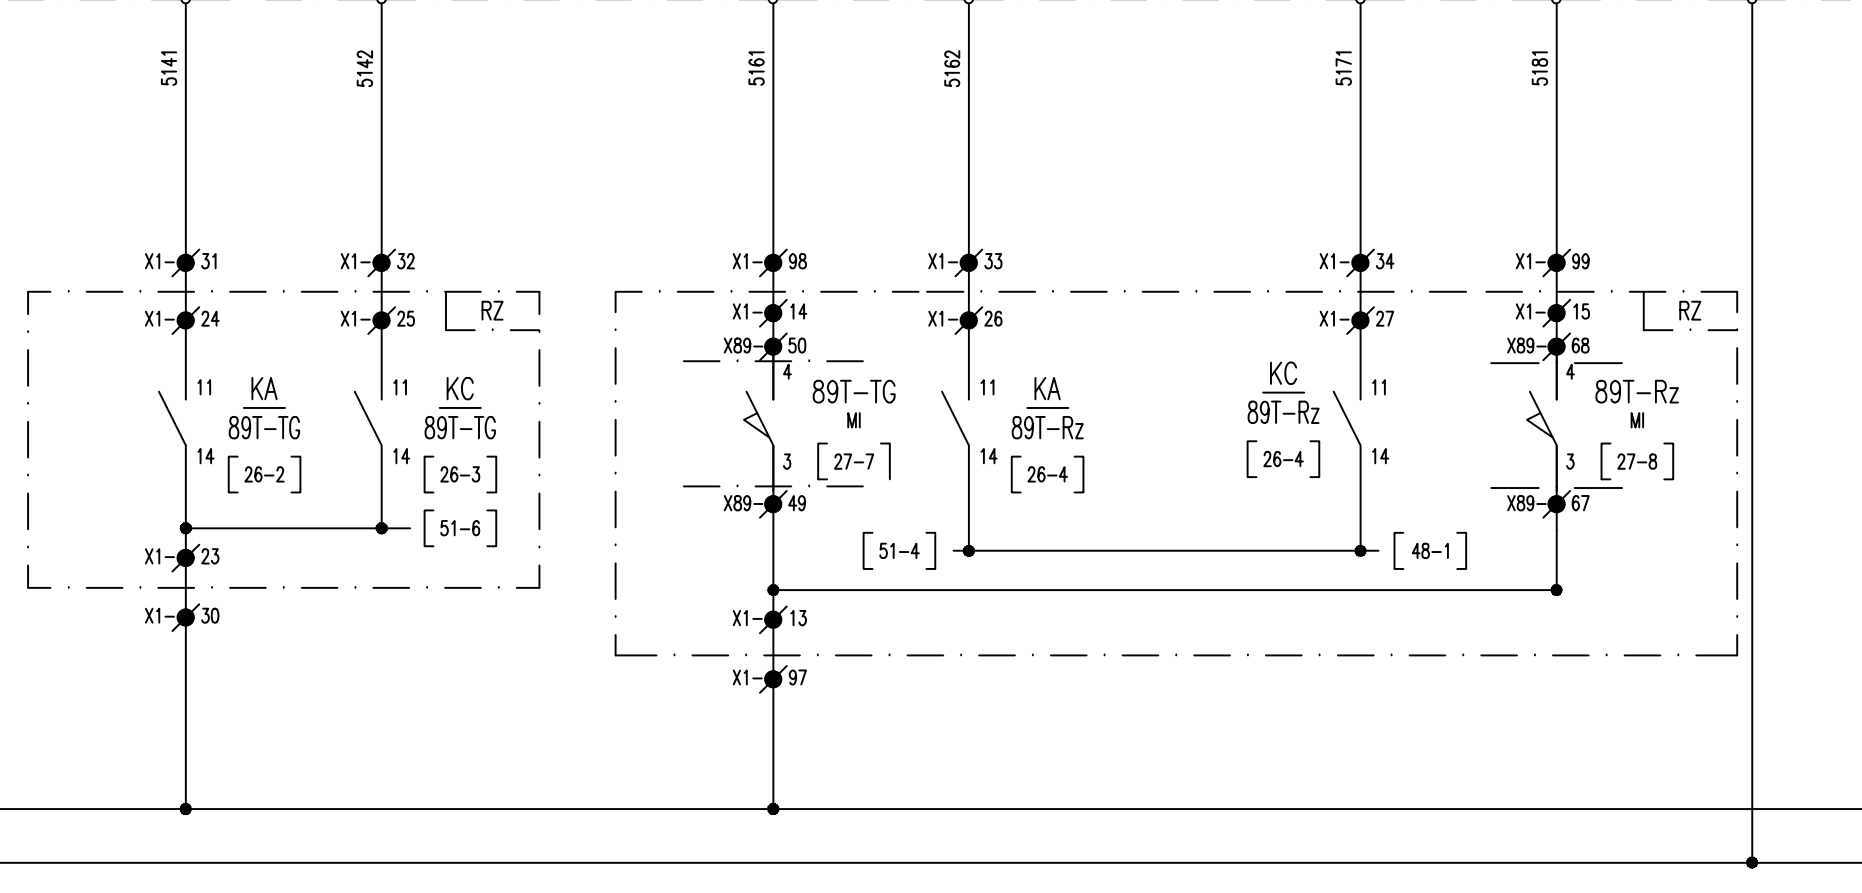 5141
5142
5161
5162
5171
5181
X1-31
X1-32
X1-98
X1-33
X1-34
X1-99
X1-24
X1-25
RZ
X1-14
X1-26
X1-27
X1-15
RZ
X89-50
X89-68
4
4
11
KA
89T-TG
14
[26-2]
11
KC
89T-TG
14
[26-3]
89T-TG
MI
3
[27-7]
11
KA
89T-Rz
14
[26-4]
KC
89T-Rz
[26-4]
11
14
89T-Rz
MI
3
[27-8]
X89-49
X89-67
[51-6]
[51-4]
[48-1]
X1-23
X1-30
X1-13
X1-97